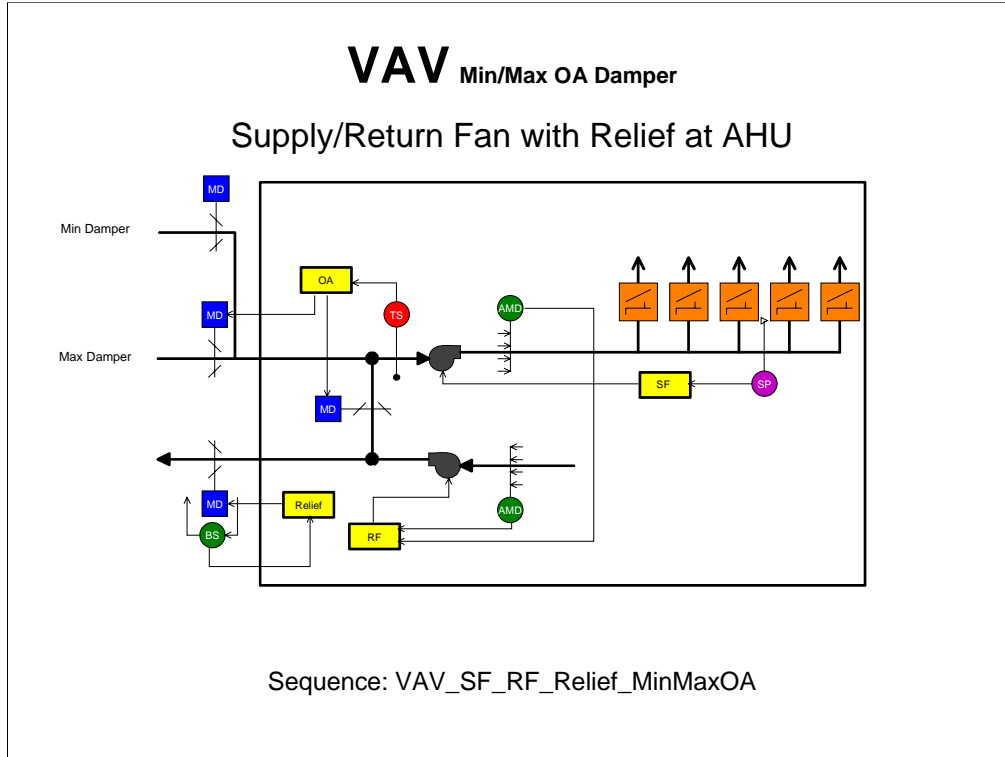 VAV Min/Max OA Damper
Supply/Return Fan with Relief at AHU
MD
Min Damper
OA
MD
TS
AMD
Max Damper
SF
SP
MD
MD
Relief
AMD
BS
RF
Sequence: VAV_SF_RF_Relief_MinMaxOA